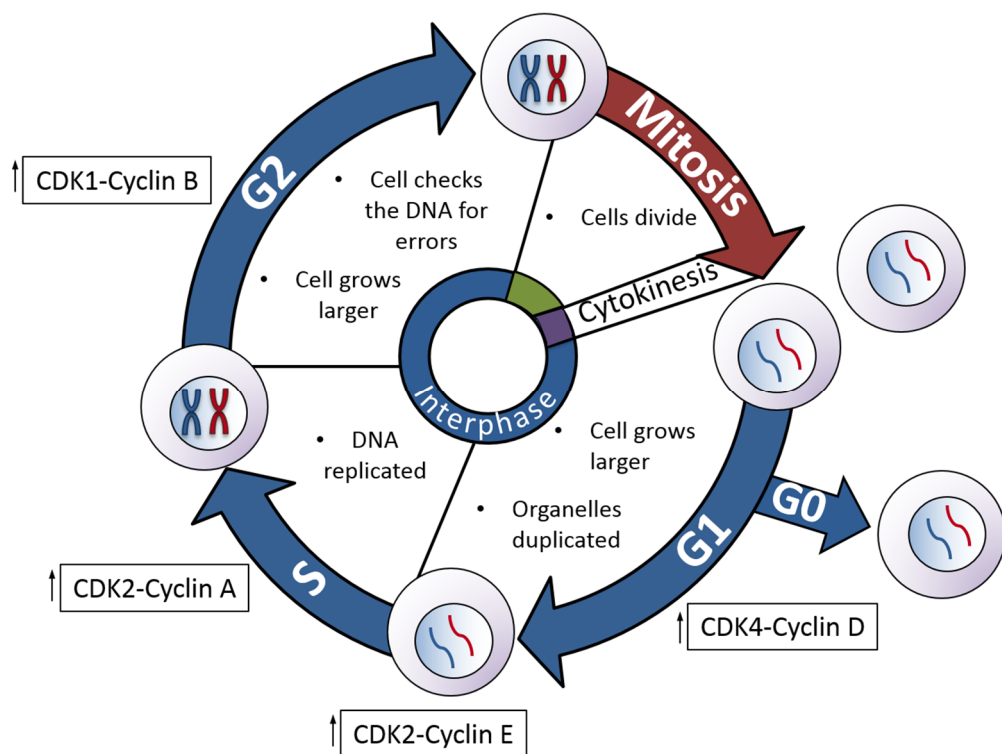 Mitosis
G2
CDK1-Cyclin B
• Cell checks
the DNA for
errors
• Cells divide
• Cell grows
larger
Cytokinesis
Interphase
• DNA
replicated
• Cell grows
larger
• Organelles
duplicated
G0
G1
S
CDK2-Cyclin A
CDK4-Cyclin D
CDK2-Cyclin E